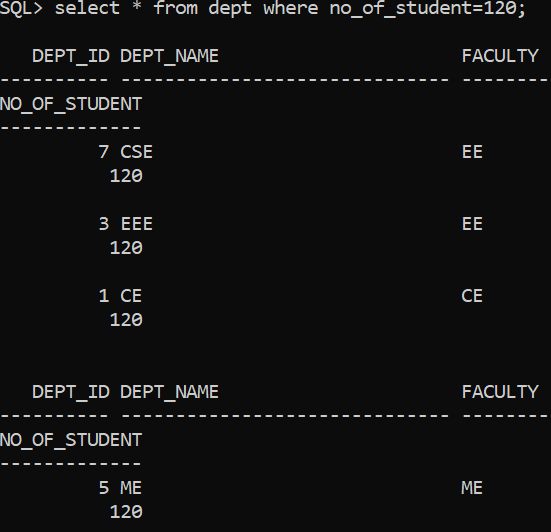 SQL> select * from dept where no_of_student=120;
   DEPT_ID DEPT_NAME                      FACULTY
---------- ------------------------------ --------
NO_OF_STUDENT
-------------
         7 CSE                            EE
          120
         3 EEE                            EE
          120
         1 CE                             CE
          120
   DEPT_ID DEPT_NAME                      FACULTY
---------- ------------------------------ --------
NO_OF_STUDENT
-------------
         5 ME                             ME
          120